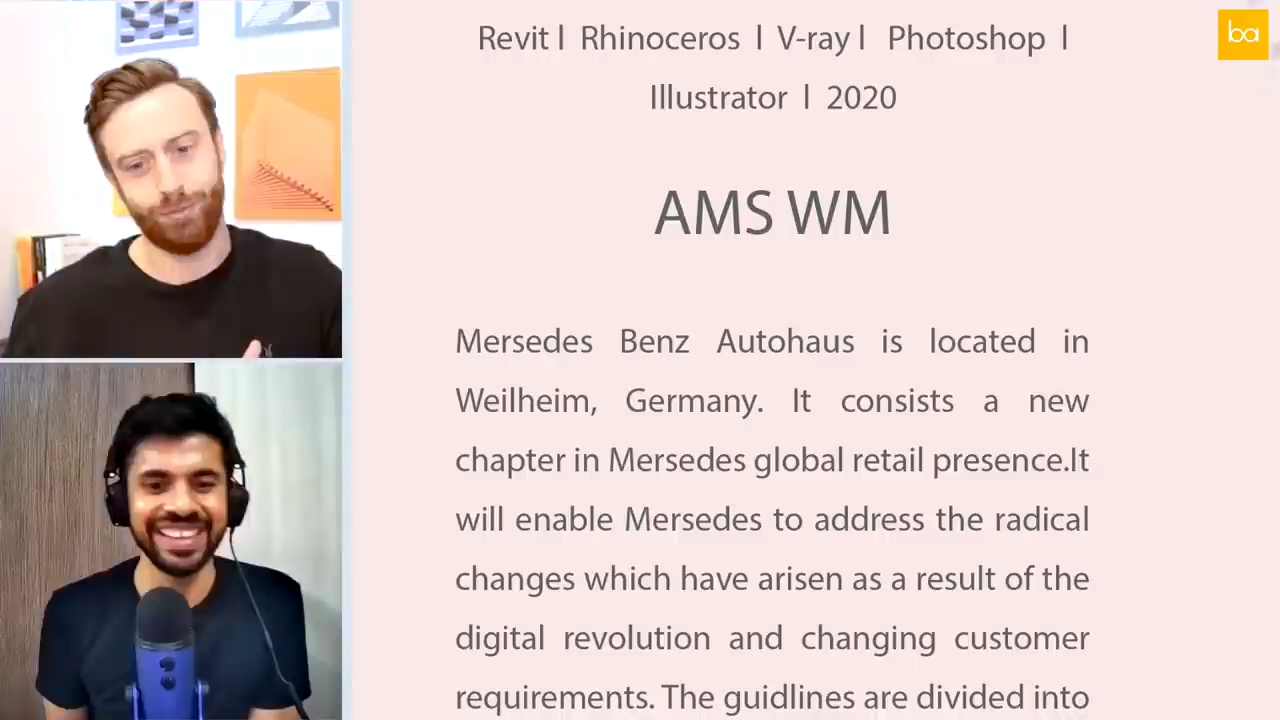 Revit l Rhinoceros l V-ray l Photoshop l
Illustrator l 2020
ba
AMS WM
Mersedes Benz Autohaus is located in
Weilheim, Germany. It consists a new
chapter in Mersedes global retail presence.It
will enable Mersedes to address the radical
changes which have arisen as a result of the
digital revolution and changing customer
requirements. The guidlines are divided into